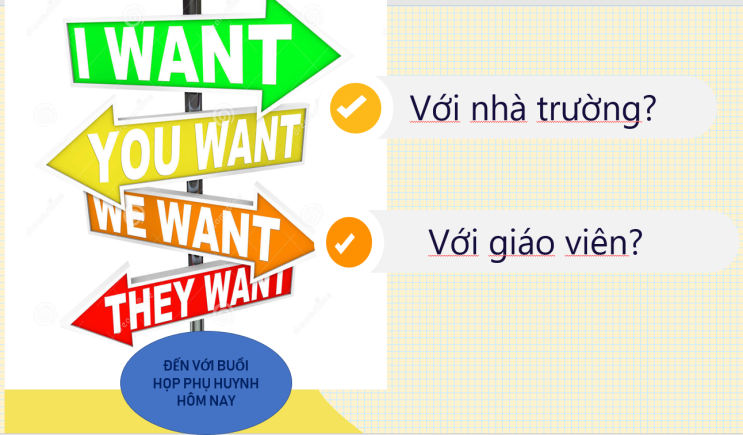 I WANT
YOU WANT
WE WANT
THEY WANT
ĐẾN VỚI BUỔI
HỌP PHỤ HUYNH
HÔM NAY
Với nhà trường?
Với giáo viên?